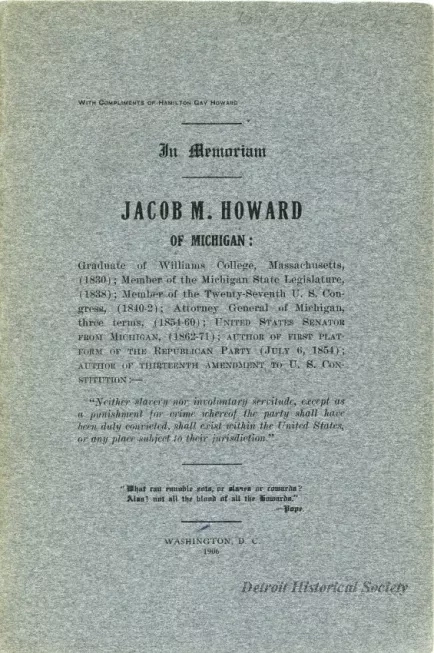 WITH COMPLIMENTS OF HAMILTON GAY HOWARD
In Memoriam
JACOB M. HOWARD
OF MICHIGAN:
Graduate of Williams College, Massachusetts,
(1830); Member of the Michigan State Legislature,
(1838); Member of the Twenty-Seventh U. S. Con-
gress, (1840-2); Attorney General of Michigan,
three terms, (1854-60); UNITED STATES SENATOR
FROM MICHIGAN, (1862-71); AUTHOR OF FIRST PLAT-
FORM OF THE REPUBLICAN PARTY (JULY 6, 1854);
AUTHOR OF THIRTEENTH AMENDMENT TO U. S. CON-
STITUTION:—
"Neither slavery nor involuntary servitude, except as
a punishment for crime whereof the party shall have
been duly convicted, shall exist within the United States,
or any place subject to their jurisdiction."
"What can ennoble sots, or slaves or cowards?
Alas! not all the blood of all the Howards."
—Pope
WASHINGTON, D. C.
1906
Detroit Historical Society